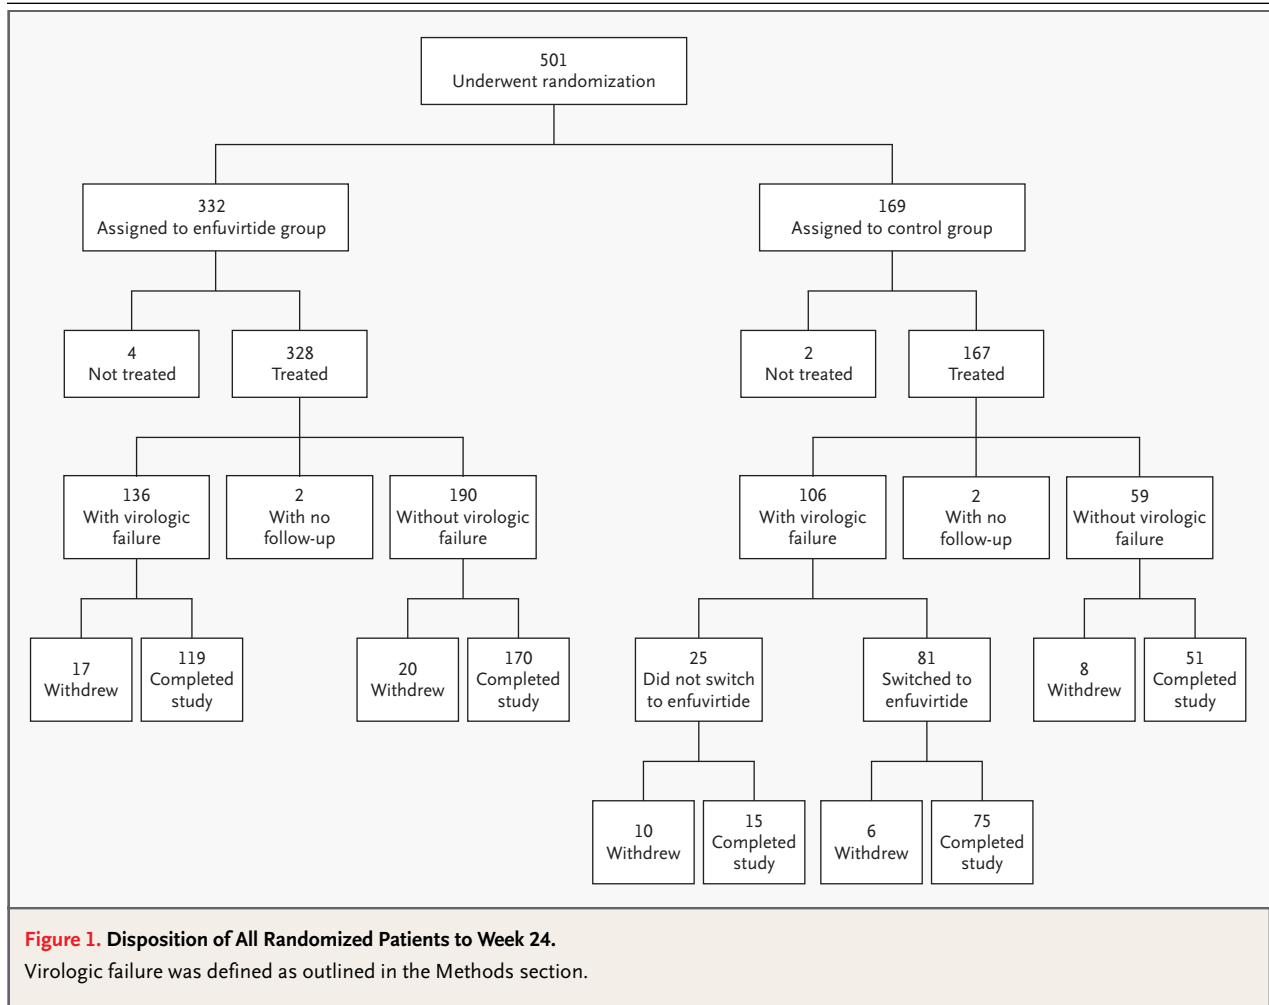 501
Underwent randomization
332
Assigned to enfuvirtide group
169
Assigned to control group
4
Not treated
328
Treated
2
Not treated
167
Treated
136
With virologic
failure
2
With no
follow-up
190
Without virologic
failure
106
With virologic
failure
2
With no
follow-up
59
Without virologic
failure
17
Withdrew
119
Completed
study
20
Withdrew
170
Completed
study
25
Did not switch
to enfuvirtide
81
Switched to
enfuvirtide
8
Withdrew
51
Completed
study
10
Withdrew
15
Completed
study
6
Withdrew
75
Completed
study
Figure 1. Disposition of All Randomized Patients to Week 24.
Virologic failure was defined as outlined in the Methods section.